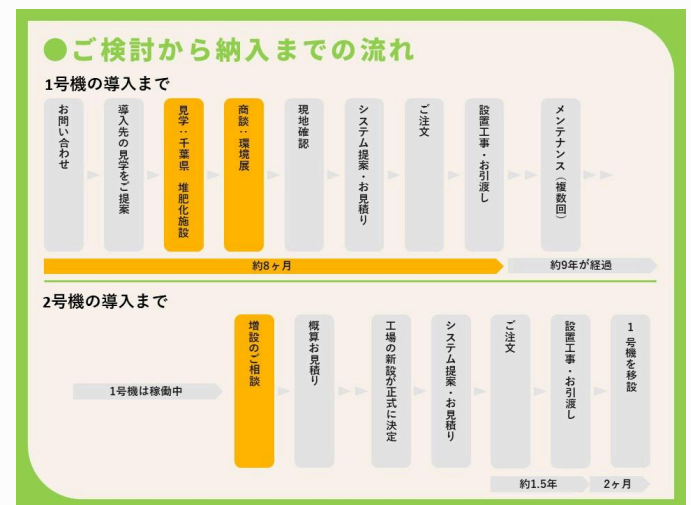 ●ご検討から納入までの流れ
1号機の導入まで
お問い合わせ
導入先の見学をご提案
見学:千葉県 堆肥化施設
商談:環境展
現地確認
システム提案・お見積り
ご注文
設置工事・お引渡し
メンテナンス(複数回)
約8ヶ月
約9年が経過
2号機の導入まで
1号機は稼働中
増設のご相談
概算お見積り
工場の新設が正式に決定
システム提案・お見積り
ご注文
設置工事・お引渡し
1号機を移設
約1.5年
2ヶ月